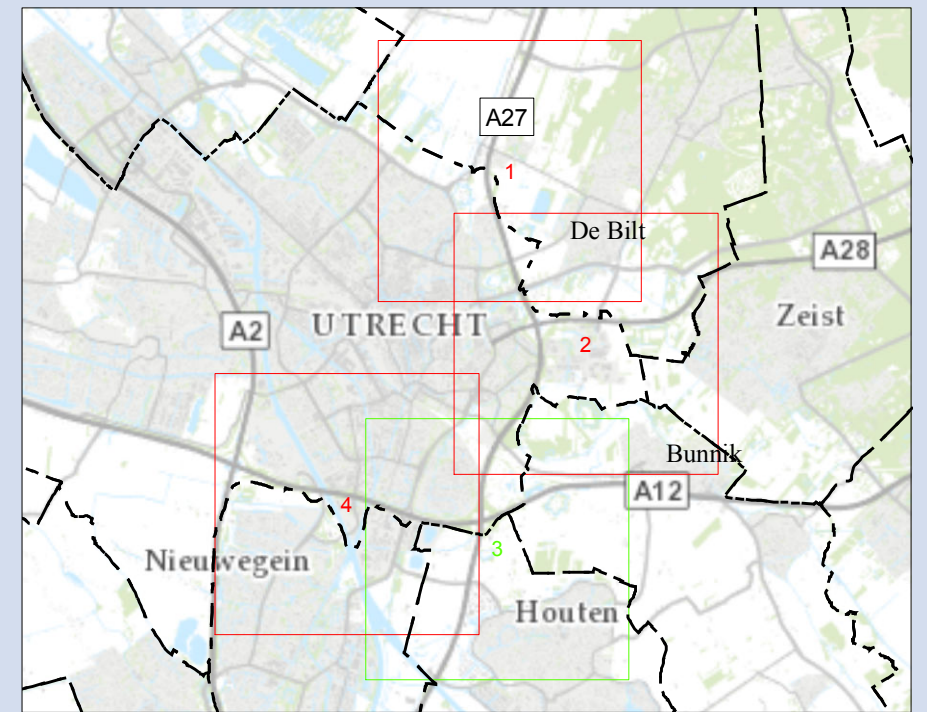 A27
1
De Bilt
A28
UTRECHT
Zeist
A2
2
Bunnik
A12
4
3
Nieuwegein
Houten